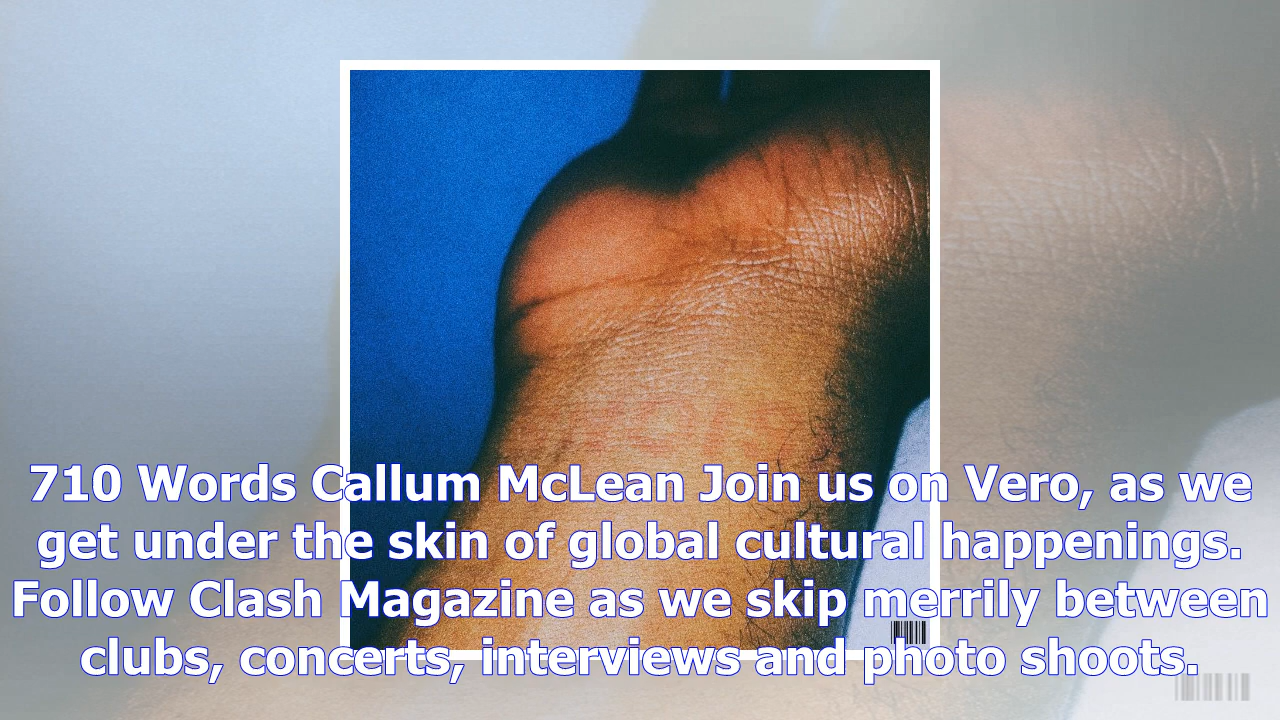 710 Words Callum McLean Join us on Vero, as we
get under the skin of global cultural happenings.
Follow Clash Magazine as we skip merrily between
clubs, concerts, interviews and photo shoots.